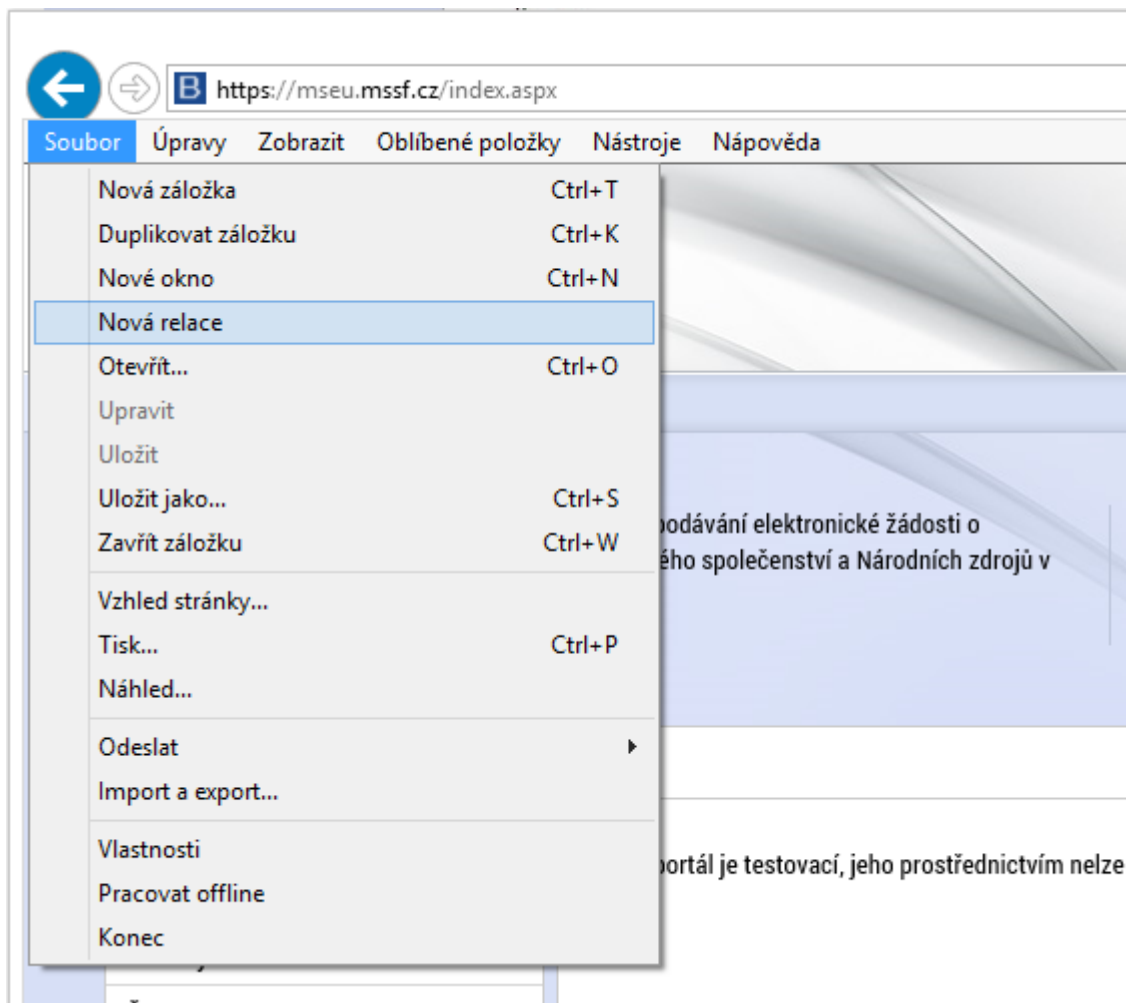 https://mseu.mssf.cz/index.aspx
Soubor Úpravy Zobrazit Oblíbené položky Nástroje Nápověda
Nová záložka Ctrl+T
Duplikovat záložku Ctrl+K
Nové okno Ctrl+N
Nová relace
Otevřít... Ctrl+O
Upravit
Uložit
Uložit jako... Ctrl+S
podávání elektronické žádosti o
Zavřít záložku Ctrl+W
ého společenství a Národních zdrojů v
Vzhled stránky...
Tisk... Ctrl+P
Náhled...
Odeslat
Import a export...
Vlastnosti
portál je testovací, jeho prostřednictvím nelze
Pracovat offline
Konec